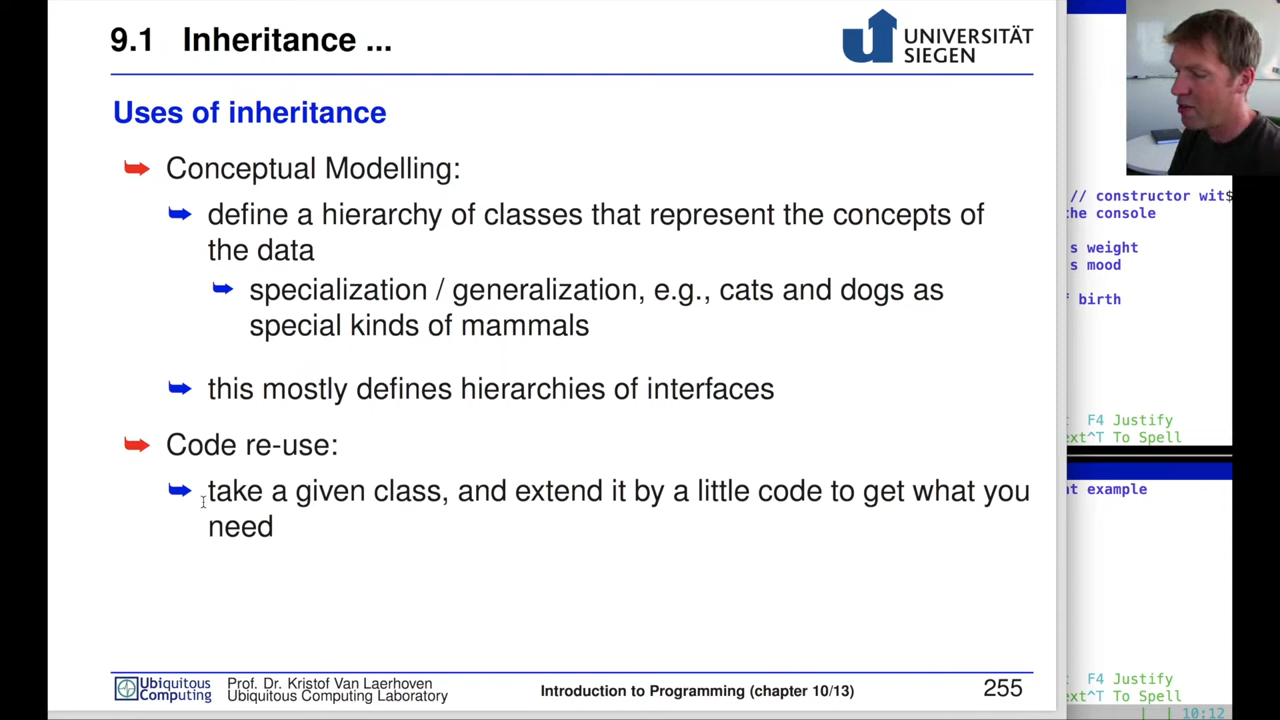 9.1 Inheritance ...
UNIVERSITÄT
SIEGEN
Uses of inheritance
Conceptual Modelling:
define a hierarchy of classes that represent the concepts of
the data
specialization / generalization, e.g., cats and dogs as
special kinds of mammals
this mostly defines hierarchies of interfaces
Code re-use:
take a given class, and extend it by a little code to get what you
need
Ubiquitous
Computing
Prof. Dr. Kristof Van Laerhoven
Ubiquitous Computing Laboratory
Introduction to Programming (chapter 10/13)
255
// constructor wit$
the console
s weight
s mood
f birth
F4 Justify
ext^T To Spell
nt example
F4 Justify
ext^T To Spell
10:12